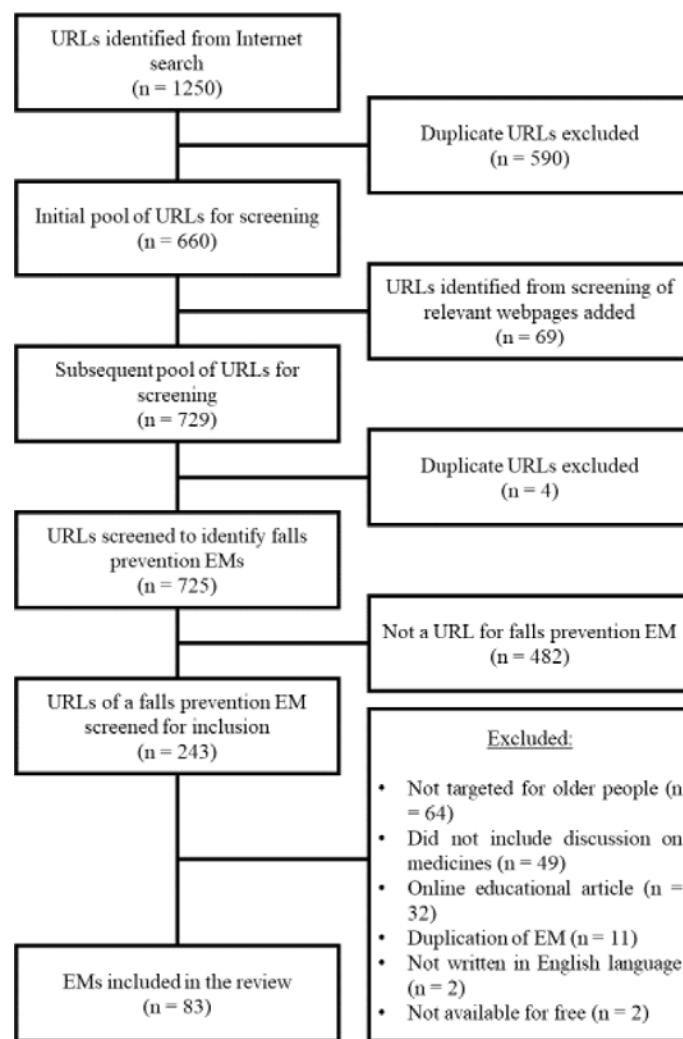 URLs identified from Internet
search
(n = 1250)
Duplicate URLs excluded
(n = 590)
Initial pool of URLs for screening
(n = 660)
URLs identified from screening of
relevant webpages added
(n = 69)
Subsequent pool of URLs for
screening
(n = 729)
Duplicate URLs excluded
(n = 4)
URLs screened to identify falls
prevention EMs
(n = 725)
Not a URL for falls prevention EM
(n = 482)
URLs of a falls prevention EM
screened for inclusion
(n = 243)
Excluded:
• Not targeted for older people (n
= 64)
• Did not include discussion on
medicines (n = 49)
• Online educational article (n =
32)
• Duplication of EM (n = 11)
• Not written in English language
(n = 2)
• Not available for free (n = 2)
EMs included in the review
(n = 83)